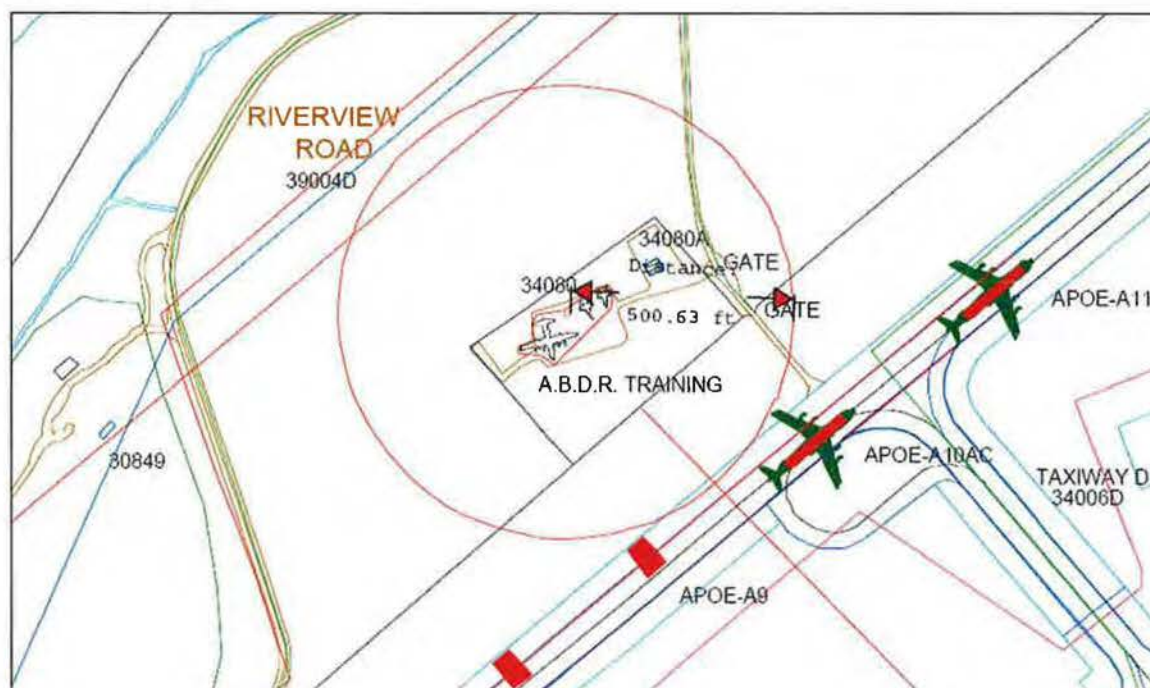 RIVERVIEW
ROAD
39004D
34080A
Distance
GATE
34080
GATE
500.63 ft
APOE-A11
A.B.D.R. TRAINING
30849
APOE-A10AC
TAXIWAY D
34006D
APOE-A9